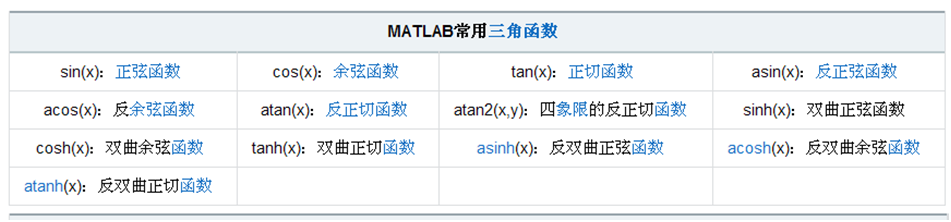 MATLAB常用三角函数
sin(x)：正弦函数 cos(x)：余弦函数 tan(x)：正切函数 asin(x)：反正弦函数
acos(x)：反余弦函数 atan(x)：反正切函数 atan2(x,y)：四象限的反正切函数 sinh(x)：双曲正弦函数
cosh(x)：双曲余弦函数 tanh(x)：双曲正切函数 asinh(x)：反双曲正弦函数 acosh(x)：反双曲余弦函数
atanh(x)：反双曲正切函数